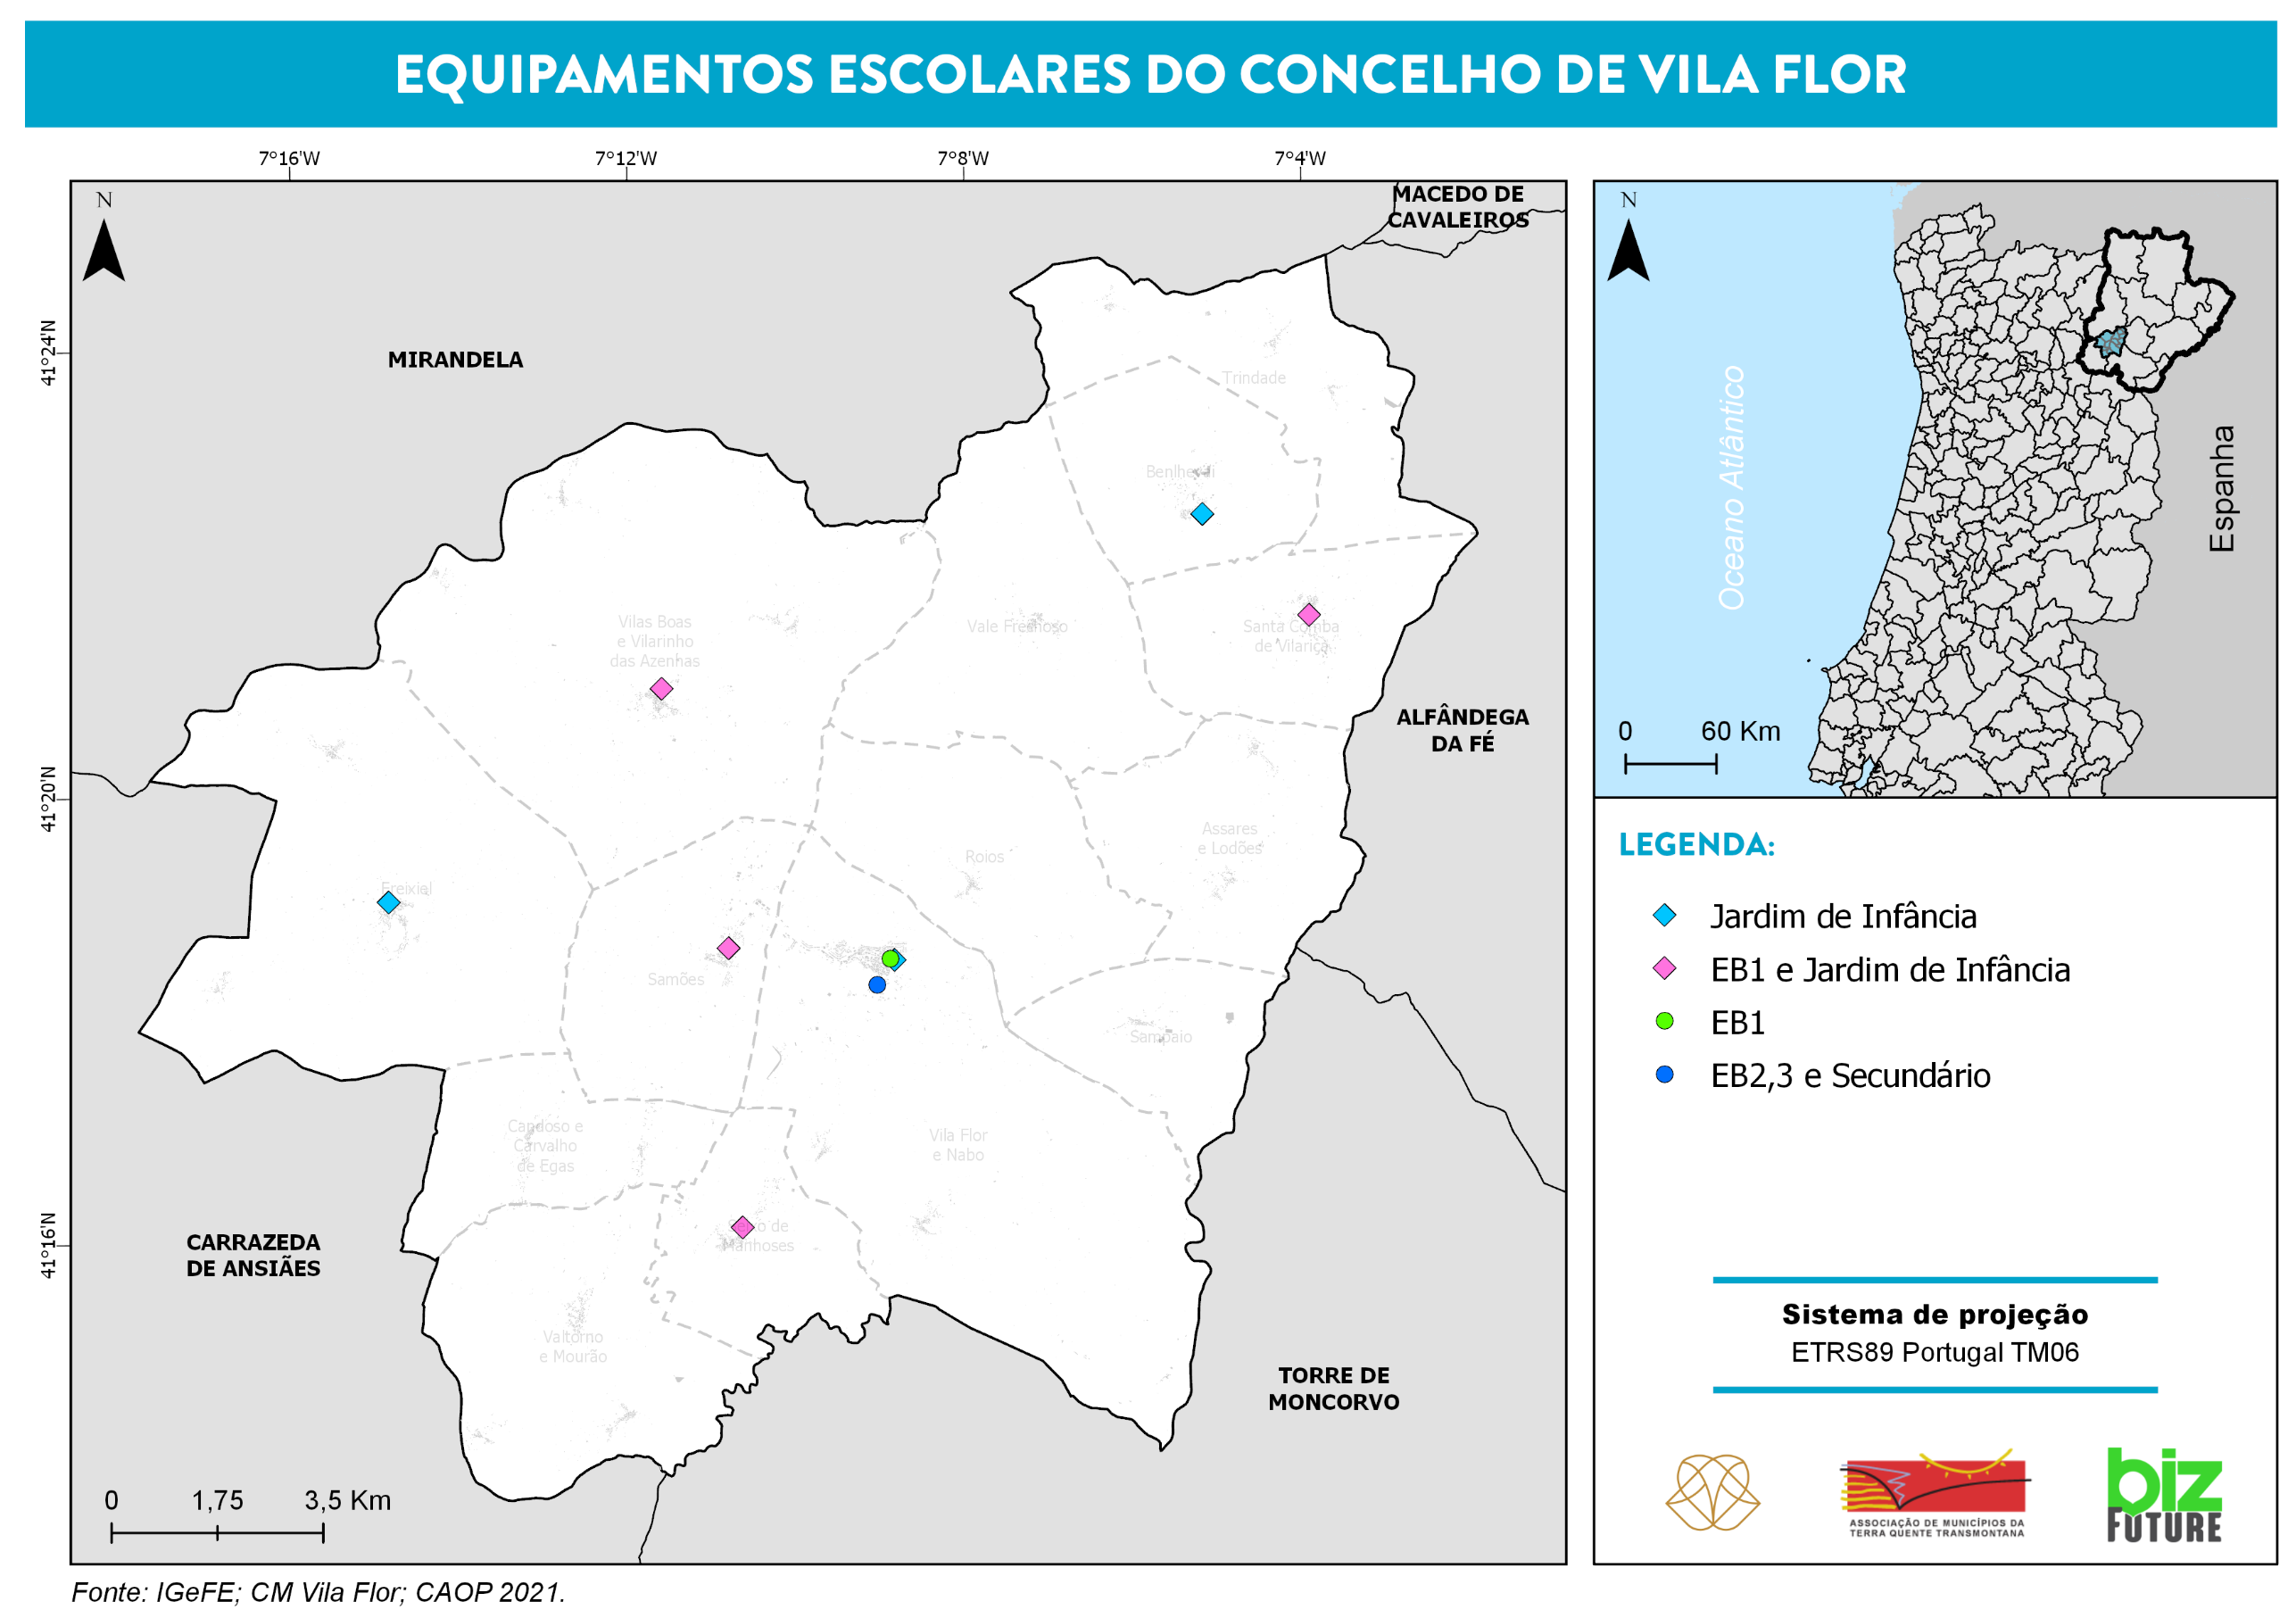 EQUIPAMENTOS ESCOLARES DO CONCELHO DE VILA FLOR
7°16'W
7°12'W
7°8'W
7°4'W
41°24'N
41°20'N
41°16'N
N
MACEDO DE
CAVALEIROS
MIRANDELA
Trindade
Vilas Boas
e Vilarinho
das Azenhas
Vale Frechoso
Santa Comba
de Vilariça
ALFÂNDEGA
DA FÉ
Assares
e Lodões
Roios
Freixiel
Samões
Sampaio
Candoso e
Carvalho
de Egas
Vila Flor
e Nabo
de
Manhoses
CARRAZEDA
DE ANSIÃES
Valtorno
e Mourão
TORRE DE
MONCORVO
0
1,75
3,5 Km
N
Oceano Atlântico
Espanha
0
60 Km
LEGENDA:
Jardim de Infância
EB1 e Jardim de Infância
EB1
EB2,3 e Secundário
Sistema de projeção
ETRS89 Portugal TM06
ASSOCIAÇÃO DE MUNICÍPIOS DA
TERRA QUENTE TRANSMONTANA
biz
FUTURE
Fonte: IGeFE; CM Vila Flor; CAOP 2021.